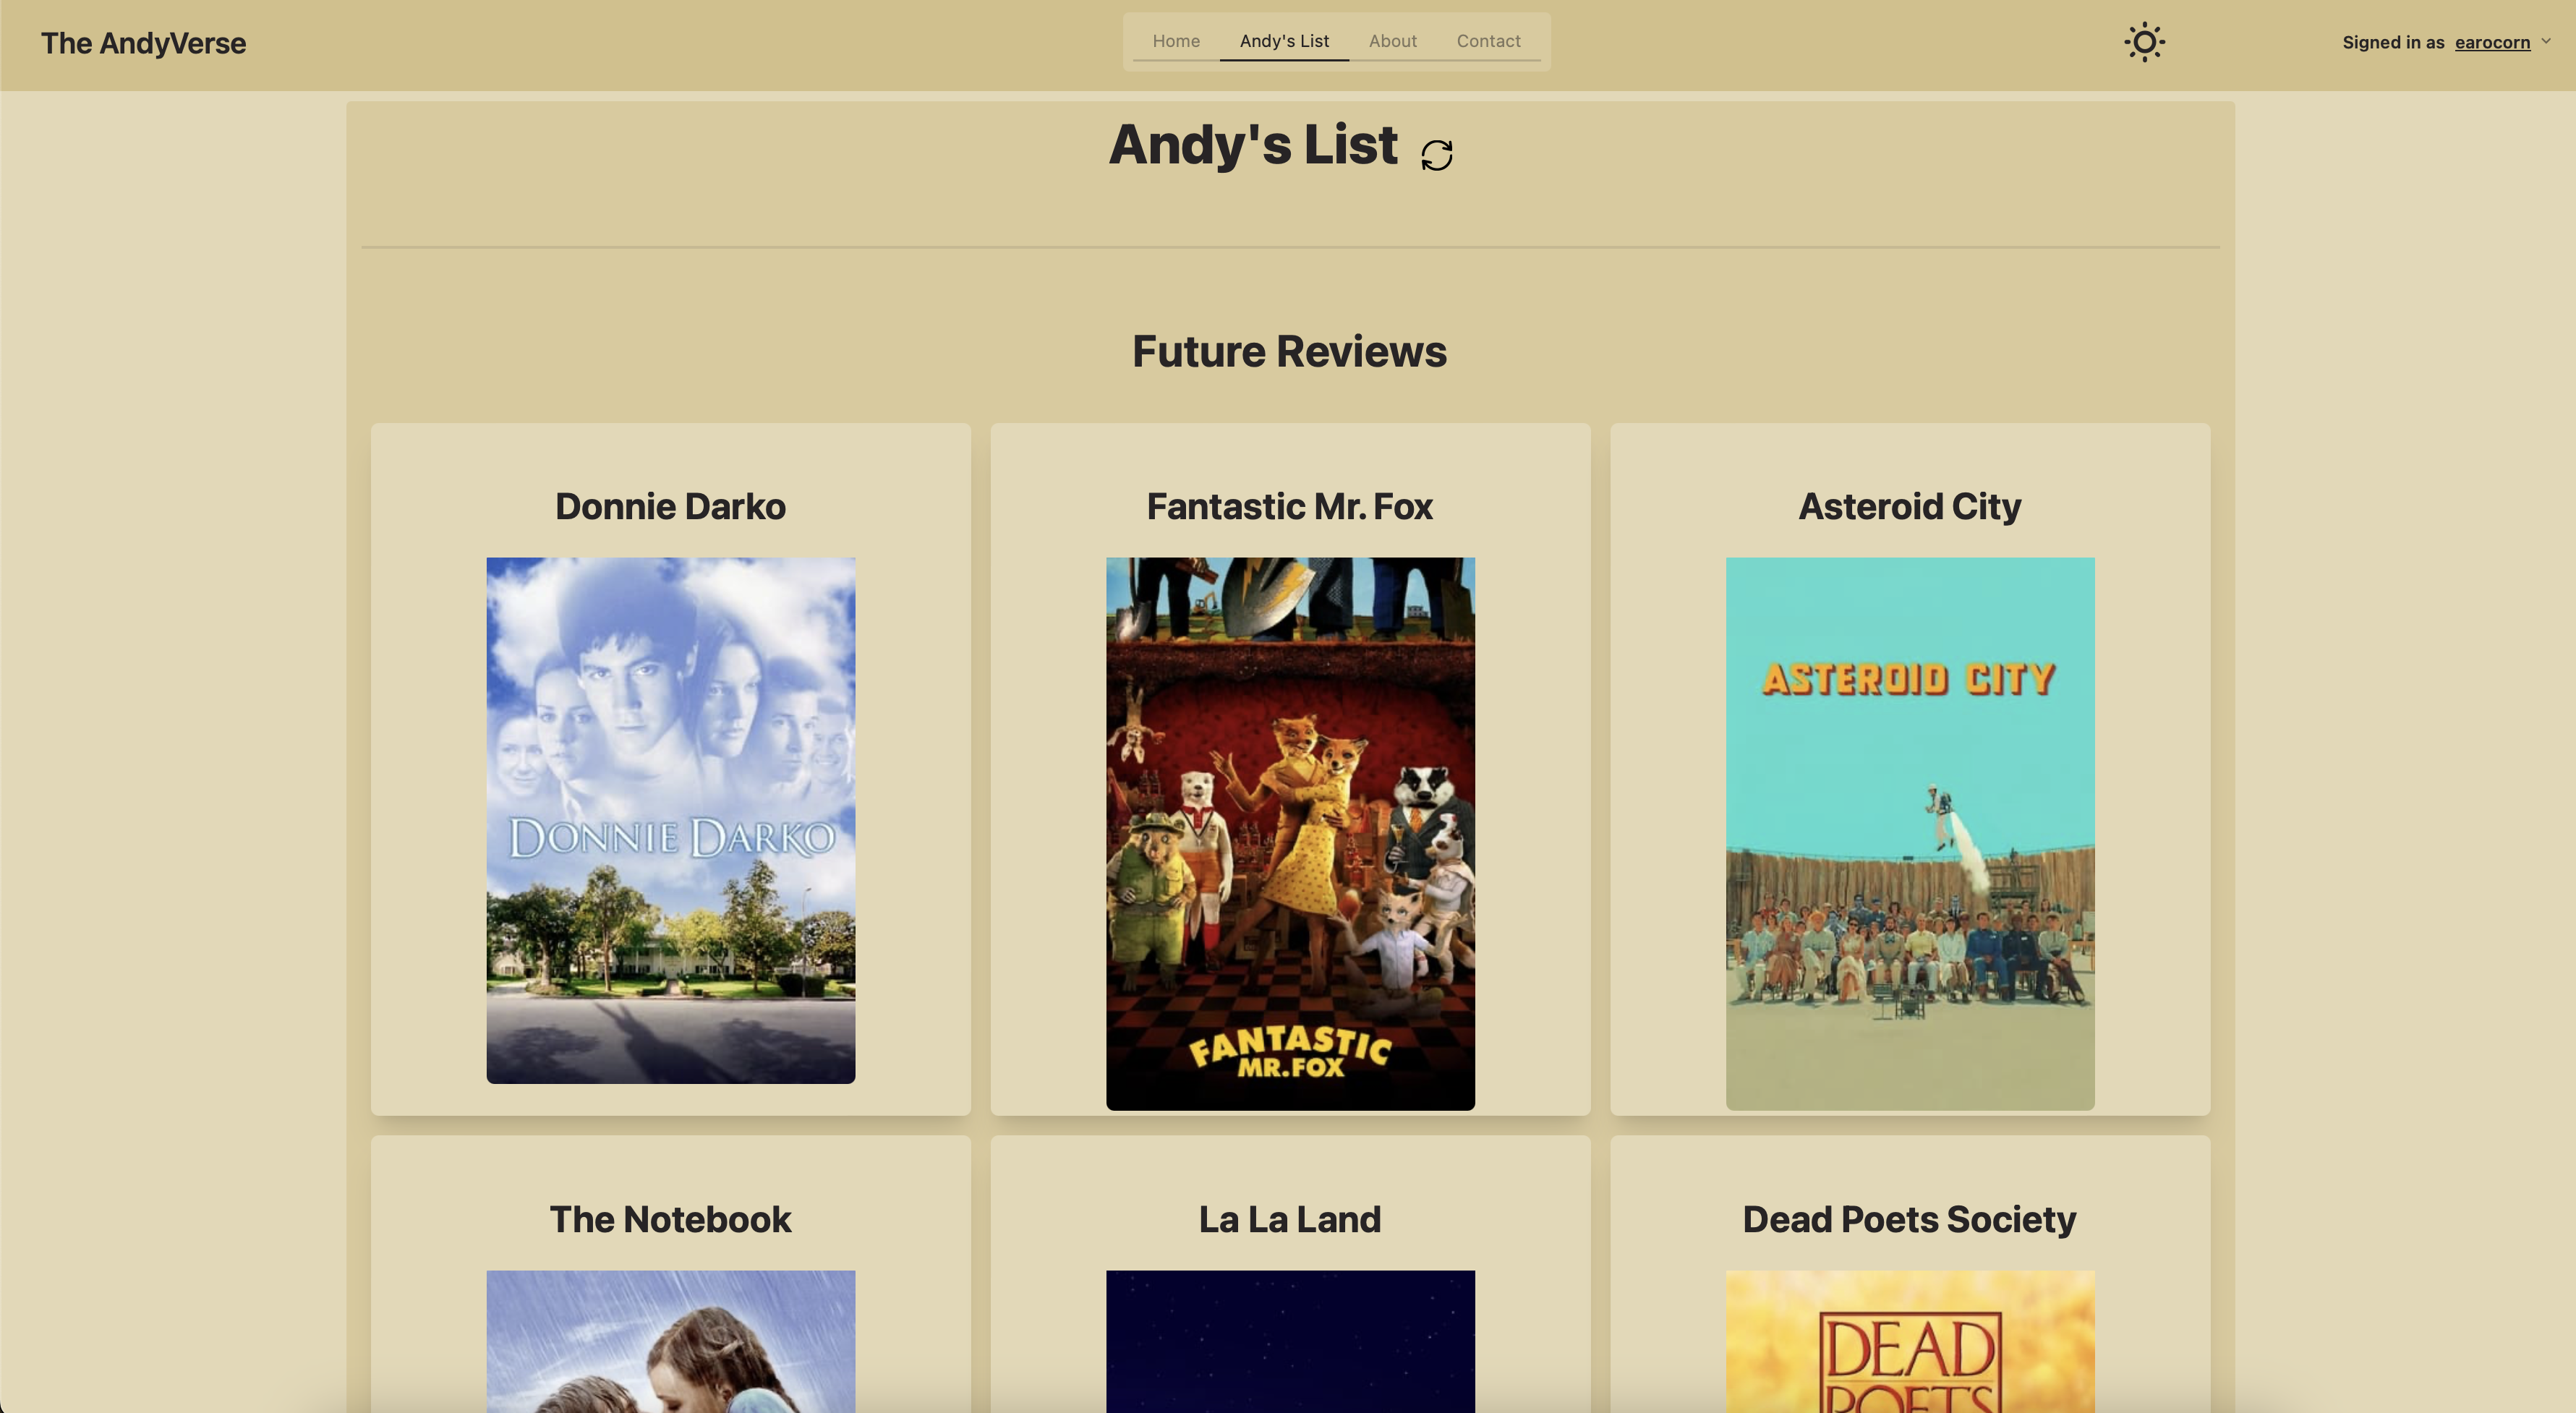 The AndyVerse
Home Andy's List About Contact
Signed in as earocorn
Andy's List
Future Reviews
Donnie Darko
Fantastic Mr. Fox
Asteroid City
DONNIE DARKO
FANTASTIC
MR. FOX
ASTEROID CITY
The Notebook
La La Land
Dead Poets Society
DEAD
POETS